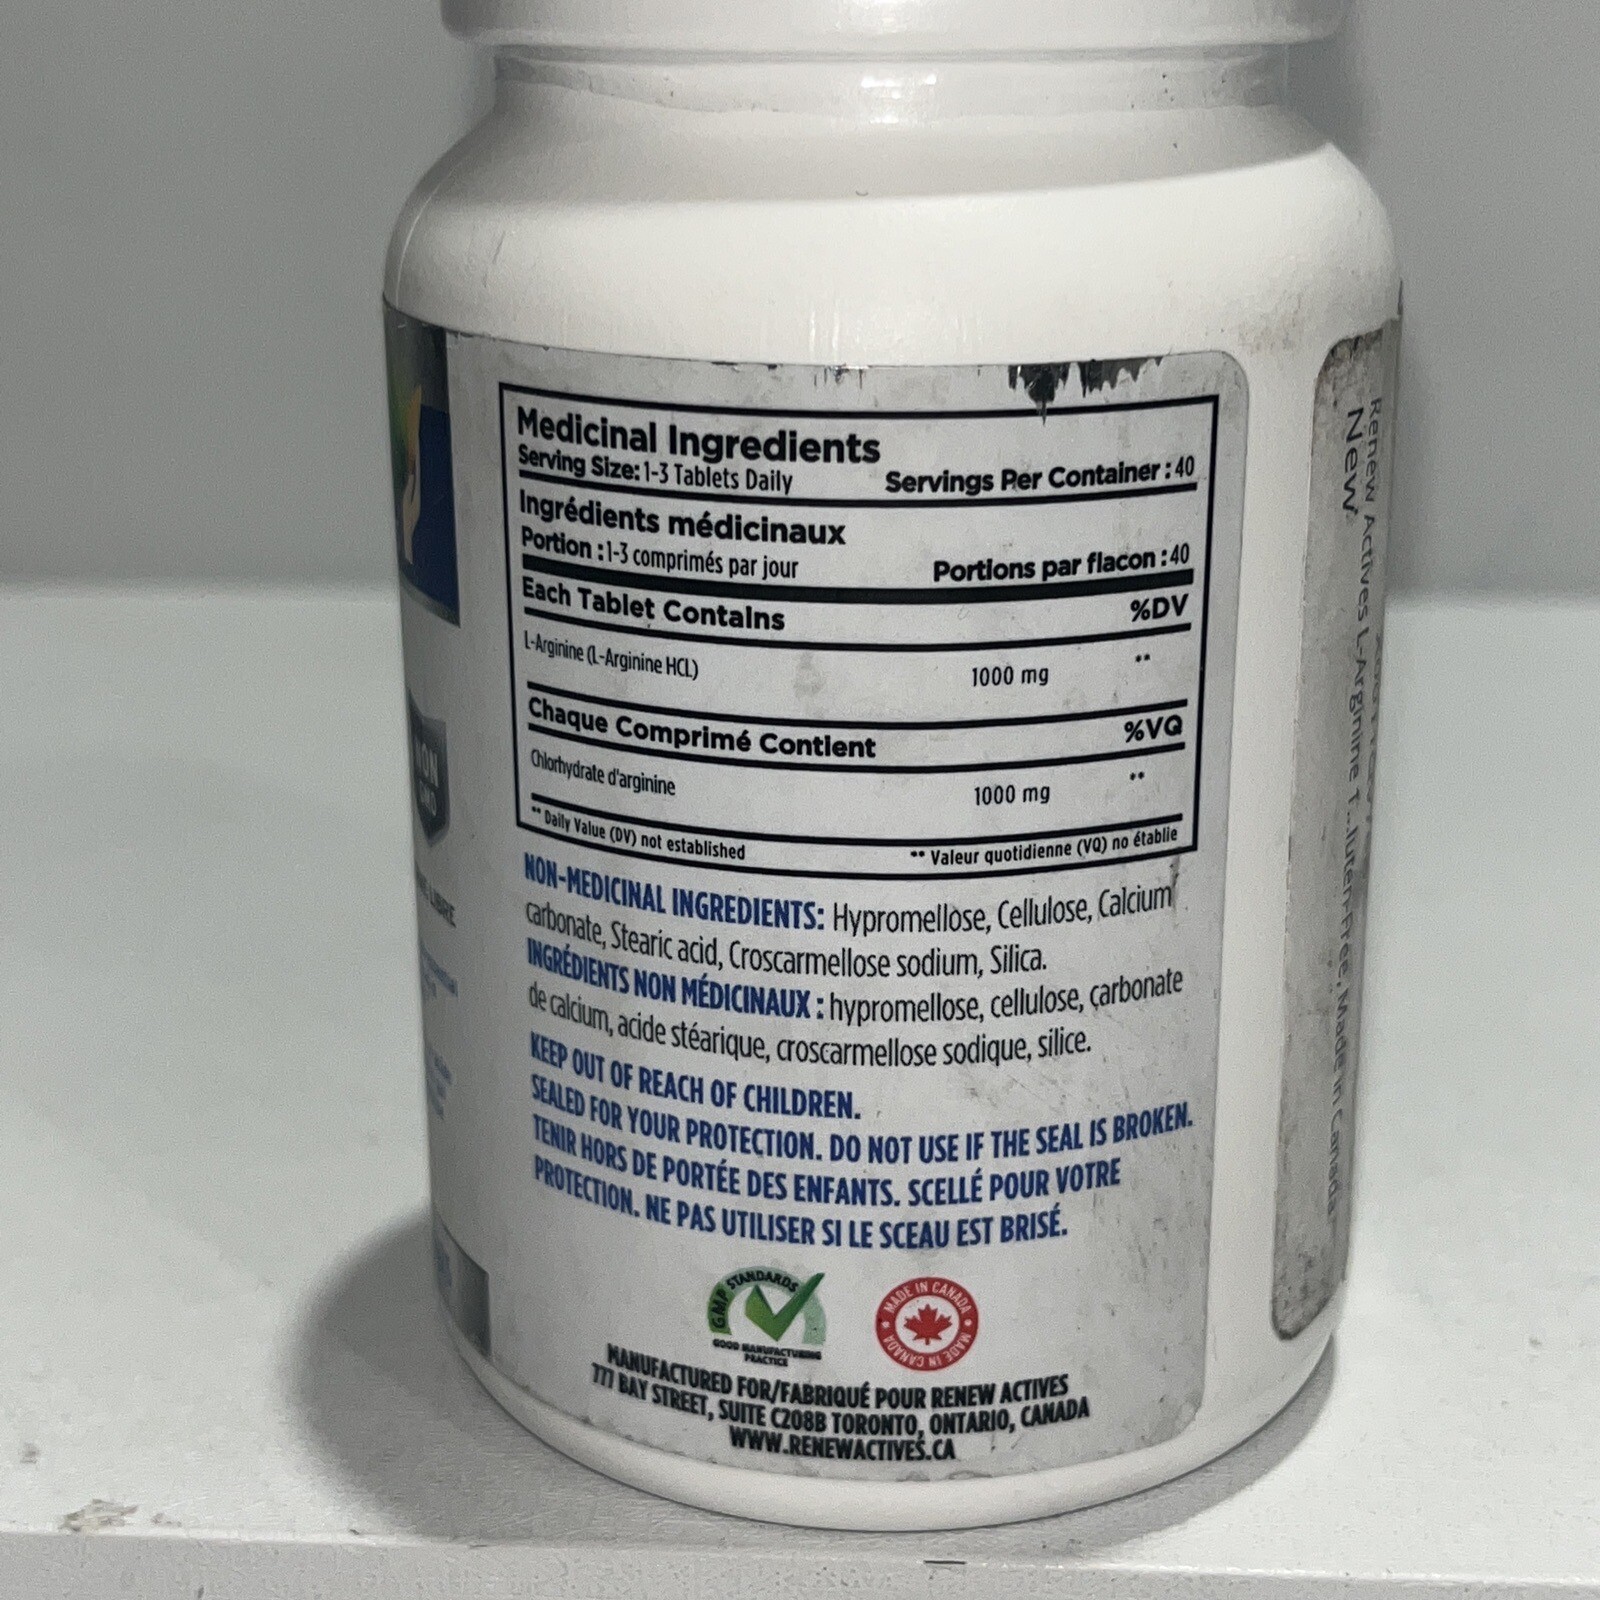 Medicinal Ingredients
Serving Size: 1-3 Tablets Daily Servings Per Container : 40
Ingrédients médicinaux
Portion : 1-3 comprimés par jour Portions par flacon : 40
Each Tablet Contains %DV
L-Arginine (L-Arginine HCL) 1000 mg **
Chaque Comprimé Contient %VQ
Chlorhydrate d'arginine 1000 mg **
** Daily Value (DV) not established ** Valeur quotidienne (VQ) no établie
NON-MEDICINAL INGREDIENTS: Hypromellose, Cellulose, Calcium
carbonate, Stearic acid, Croscarmellose sodium, Silica.
INGRÉDIENTS NON MÉDICINAUX : hypromellose, cellulose, carbonate
de calcium, acide stéarique, croscarmellose sodique, silice.
KEEP OUT OF REACH OF CHILDREN.
SEALED FOR YOUR PROTECTION. DO NOT USE IF THE SEAL IS BROKEN.
TENIR HORS DE PORTÉE DES ENFANTS. SCELLÉ POUR VOTRE
PROTECTION. NE PAS UTILISER SI LE SCEAU EST BRISÉ.
GMP STANDARDS
GOOD MANUFACTURING
PRACTICE
MADE IN CANADA
MADE IN CANADA
MANUFACTURED FOR/FABRIQUÉ POUR RENEW ACTIVES
777 BAY STREET, SUITE C208B TORONTO, ONTARIO, CANADA
WWW.RENEWACTIVES.CA
NON
GMO
LIBRE
Renew Actives L-Arginine Gluten-Free, Made in Canada
New